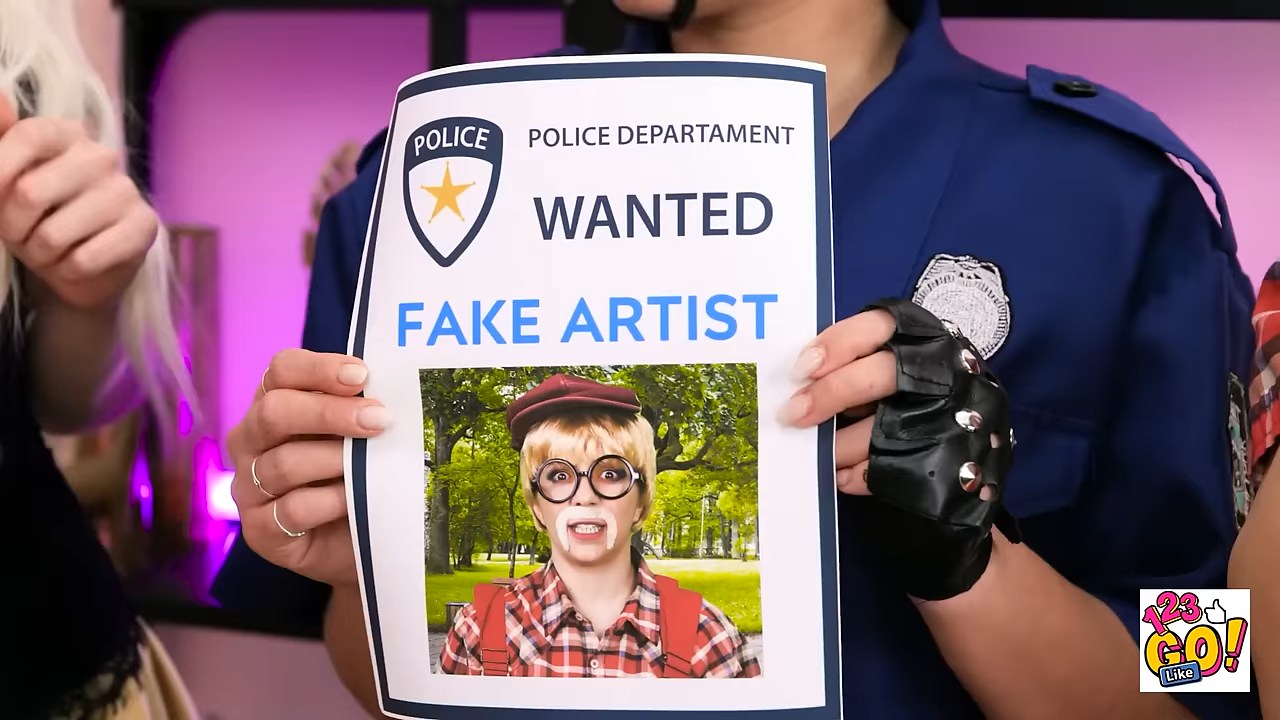 POLICE
POLICE DEPARTAMENT
WANTED
FAKE ARTIST
123
GO!
Like